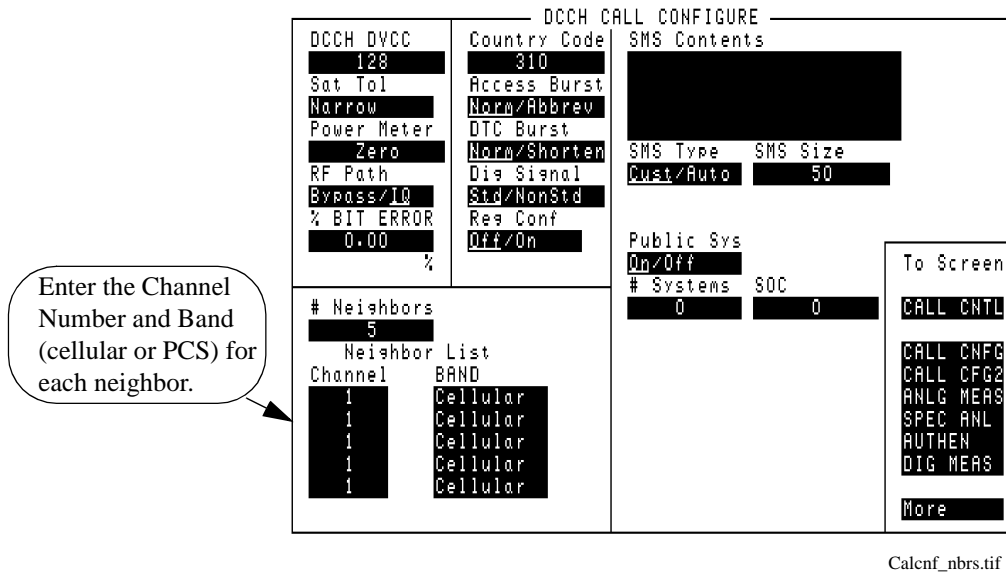 DCCH CALL CONFIGURE
DCCH DVCC
128
Sat Tol
Narrow
Power Meter
Zero
RF Path
Bypass/IQ
% BIT ERROR
0.00
%
Country Code
310
Access Burst
Norm/Abbrev
DTC Burst
Norm/Shorten
Dig Signal
Std/NonStd
Reg Conf
Off/On
SMS Contents
SMS Type
Cust/Auto
SMS Size
50
Public Sys
On/Off
# Systems
0
SOC
0
Enter the Channel
Number and Band
(cellular or PCS) for
each neighbor.
# Neighbors
5
Neighbor List
Channel BAND
1 Cellular
1 Cellular
1 Cellular
1 Cellular
1 Cellular
To Screen
CALL CNTL
CALL CNFG
CALL CFG2
ANLG MEAS
SPEC ANL
AUTHEN
DIG MEAS
More
Calcnf_nbrs.tif